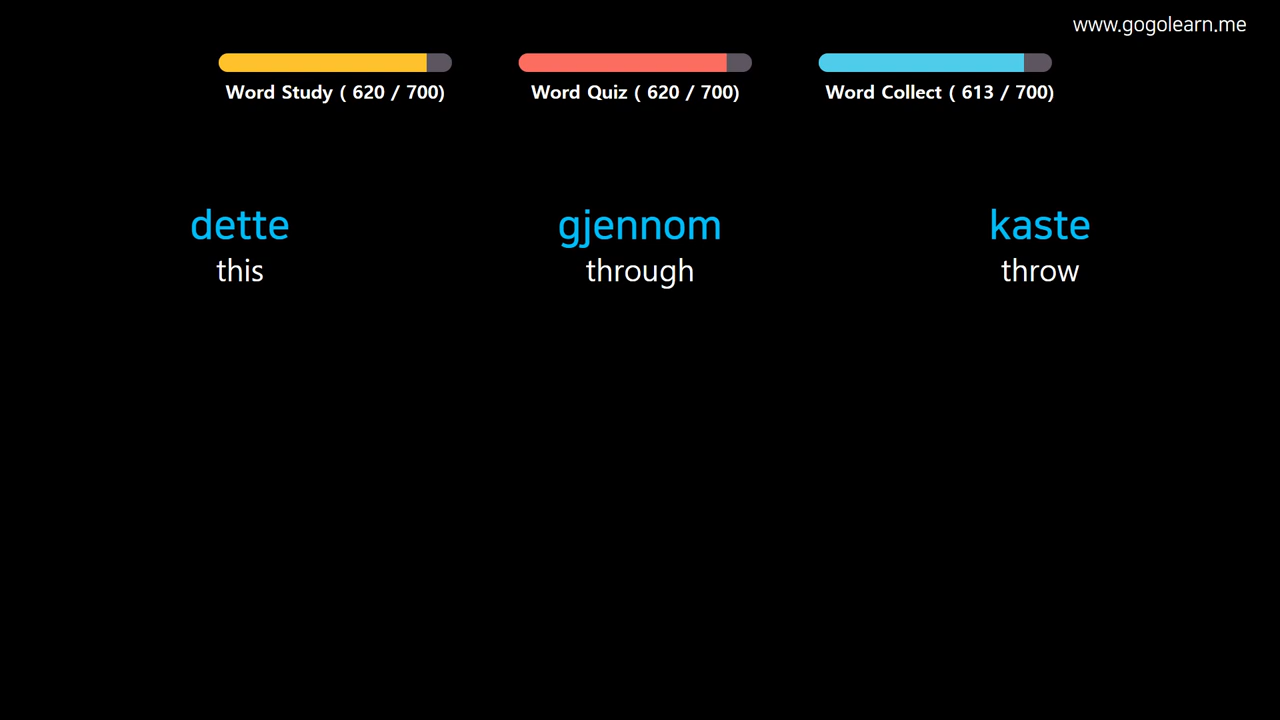 www.gogolearn.me
Word Study ( 620 / 700)
Word Quiz ( 620 / 700)
Word Collect ( 613 / 700)
dette
this
gjennom
through
kaste
throw